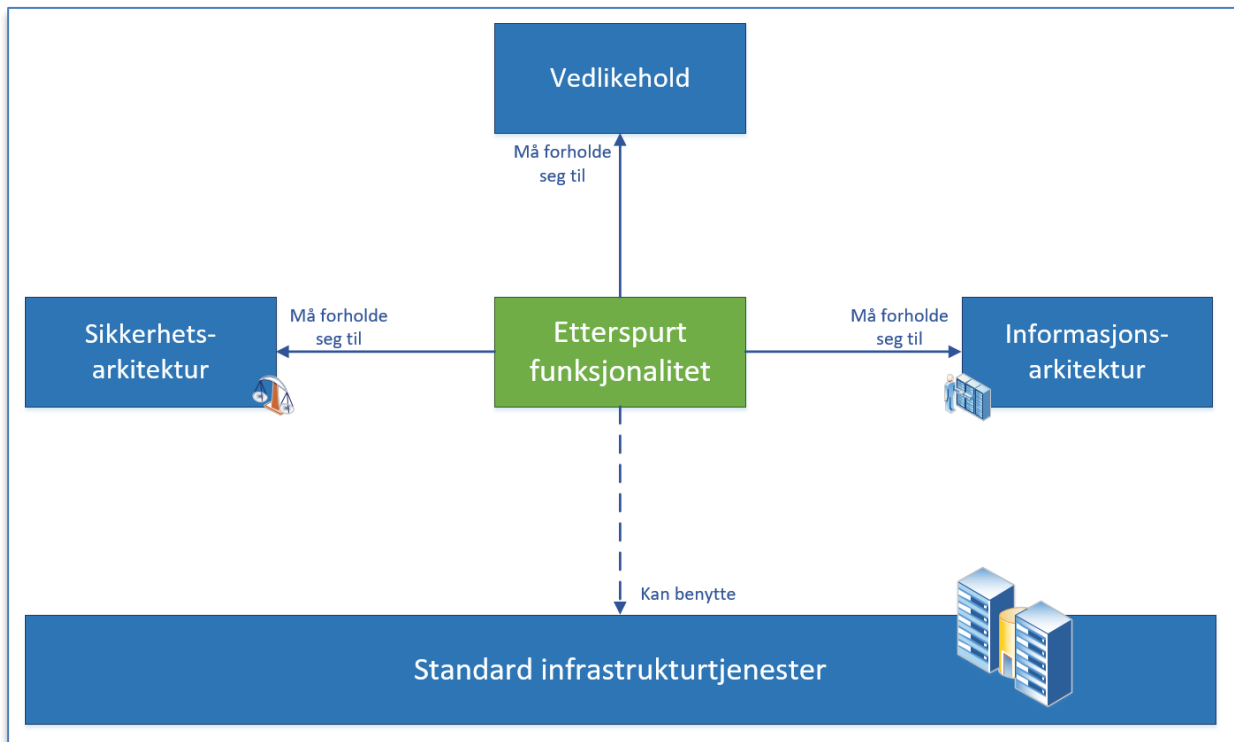 Vedlikehold
Må forholde
seg til
Sikkerhets-
arkitektur
Må forholde
seg til
Etterspurt
funksjonalitet
Må forholde
seg til
Informasjons-
arkitektur
Kan benytte
Standard infrastrukturtjenester